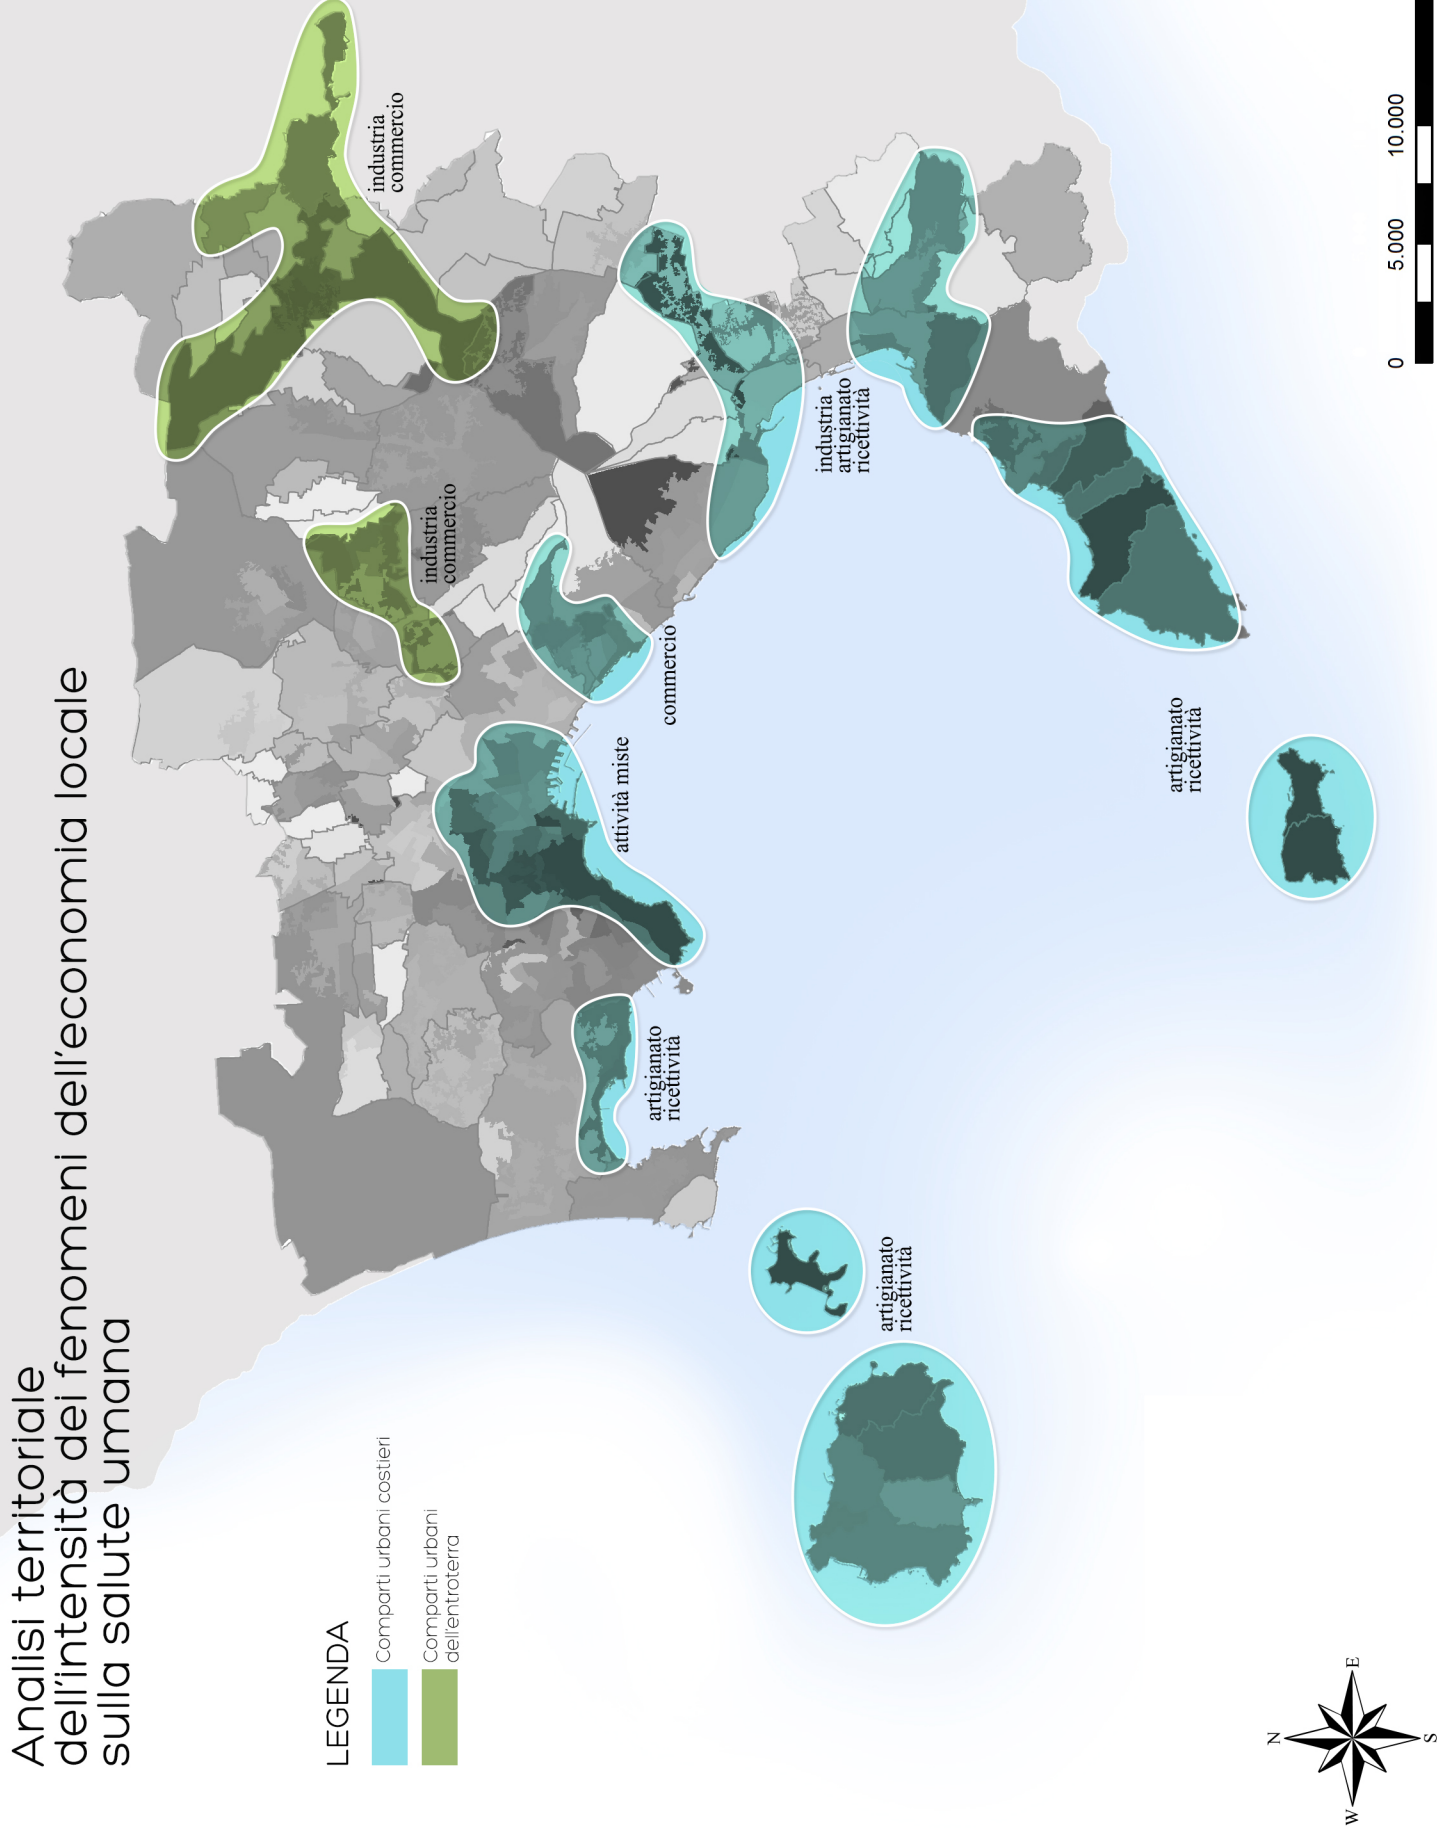 Analisi territoriale
dell'intensità dei fenomeni dell'economia locale
sulla salute umana
LEGENDA
Comparti urbani costieri
Comparti urbani
dell'entroterra
artigianato
ricettività
artigianato
ricettività
attività miste
commercio
industria
commercio
industria
commercio
industria
artigianato
ricettività
artigianato
ricettività
N
W
E
S
0
5.000
10.000